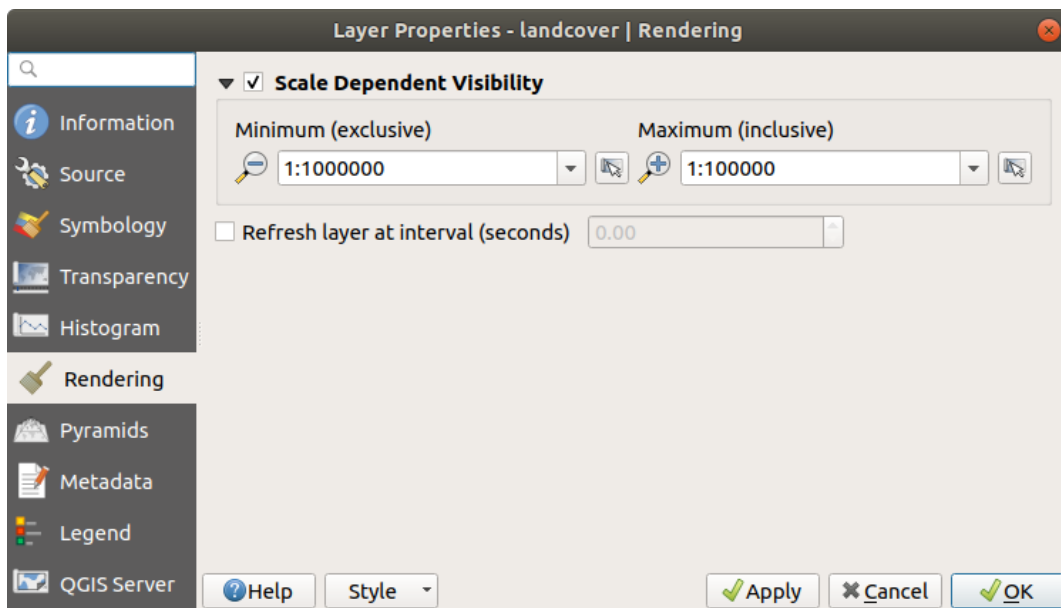 Layer Properties - landcover | Rendering
Information
Source
Symbology
Transparency
Histogram
Rendering
Pyramids
Metadata
Legend
QGIS Server
Scale Dependent Visibility
Minimum (exclusive) Maximum (inclusive)
1:1000000 1:100000
Refresh layer at interval (seconds) 0.00
Help Style Apply Cancel OK